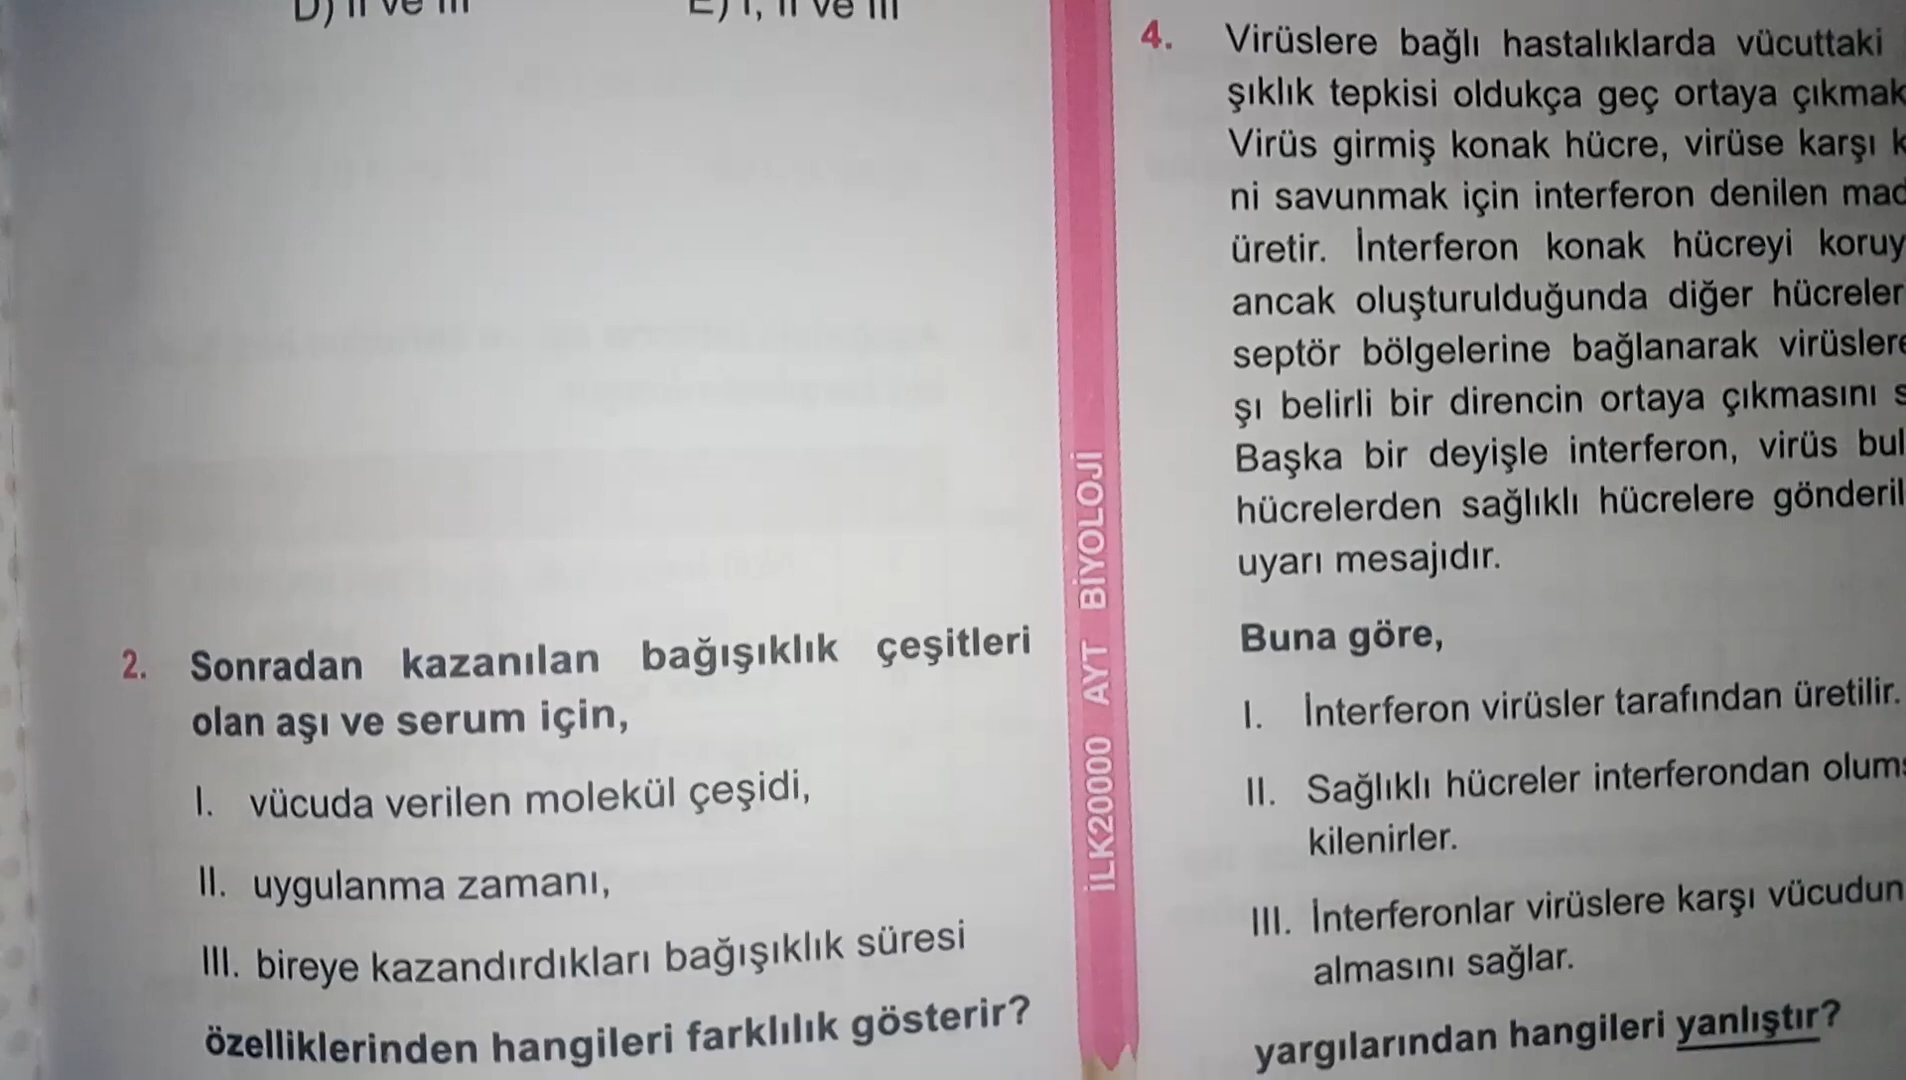 D) II ve III
E) I, II ve III
2. Sonradan kazanılan bağışıklık çeşitleri
olan aşı ve serum için,
I. vücuda verilen molekül çeşidi,
II. uygulanma zamanı,
III. bireye kazandırdıkları bağışıklık süresi
özelliklerinden hangileri farklılık gösterir?
İLK20000 AYT BİYOLOJİ
4. Virüslere bağlı hastalıklarda vücuttaki
şıklık tepkisi oldukça geç ortaya çıkmak
Virüs girmiş konak hücre, virüse karşı k
ni savunmak için interferon denilen mad
üretir. İnterferon konak hücreyi koruy
ancak oluşturulduğunda diğer hücreler
septör bölgelerine bağlanarak virüslere
şı belirli bir direncin ortaya çıkmasını s
Başka bir deyişle interferon, virüs bul
hücrelerden sağlıklı hücrelere gönderil
uyarı mesajıdır.
Buna göre,
I. İnterferon virüsler tarafından üretilir.
II. Sağlıklı hücreler interferondan olums
kilenirler.
III. İnterferonlar virüslere karşı vücudun
almasını sağlar.
yargılarından hangileri yanlıştır?